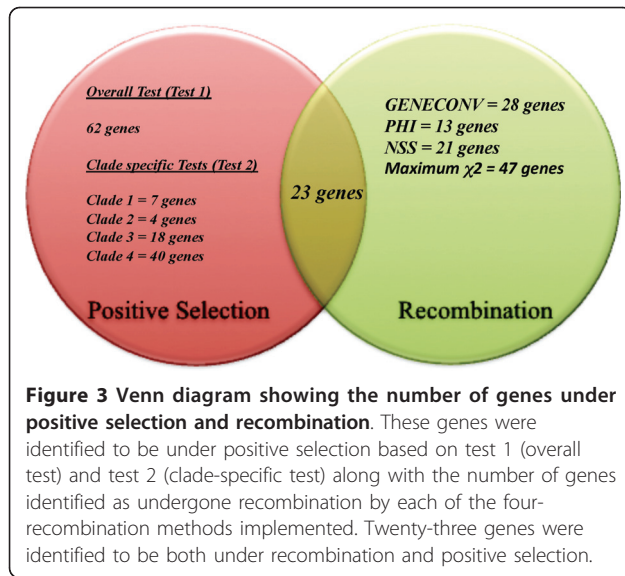 Overall Test (Test 1)
62 genes
Clade specific Tests (Test 2)
Clade 1 = 7 genes
Clade 2 = 4 genes
Clade 3 = 18 genes
Clade 4 = 40 genes
Positive Selection
23 genes
GENECONV = 28 genes
PHI = 13 genes
NSS = 21 genes
Maximum χ2 = 47 genes
Recombination
Figure 3 Venn diagram showing the number of genes under
positive selection and recombination. These genes were
identified to be under positive selection based on test 1 (overall
test) and test 2 (clade-specific test) along with the number of genes
identified as undergone recombination by each of the four-
recombination methods implemented. Twenty-three genes were
identified to be both under recombination and positive selection.